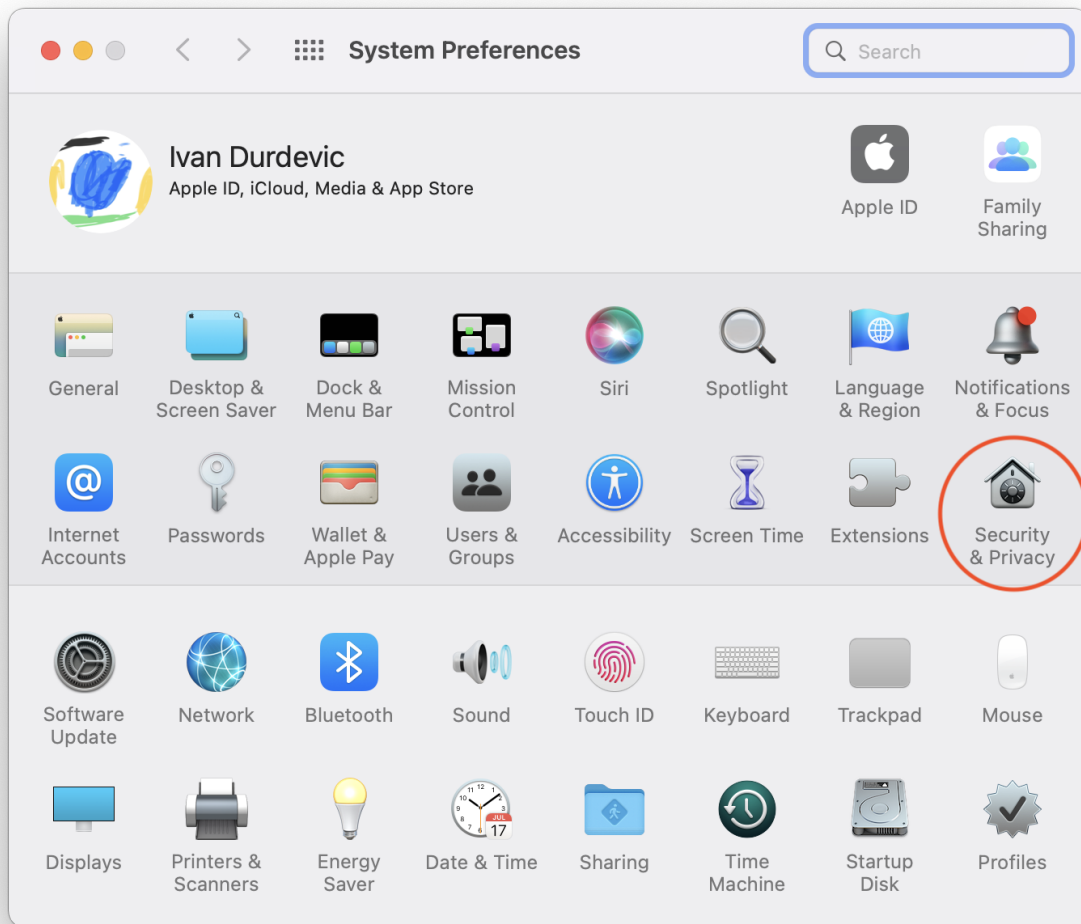 System Preferences
Search
Ivan Durdevic
Apple ID, iCloud, Media & App Store
Apple ID
Family
Sharing
General
Desktop &
Screen Saver
Dock &
Menu Bar
Mission
Control
Siri
Spotlight
Language
& Region
Notifications
& Focus
@
Internet
Accounts
Passwords
Wallet &
Apple Pay
Users &
Groups
Accessibility
Screen Time
Extensions
Security
& Privacy
Software
Update
Network
Bluetooth
Sound
Touch ID
Keyboard
Trackpad
Mouse
Displays
Printers &
Scanners
Energy
Saver
JUL
17
Date & Time
Sharing
Time
Machine
Startup
Disk
Profiles